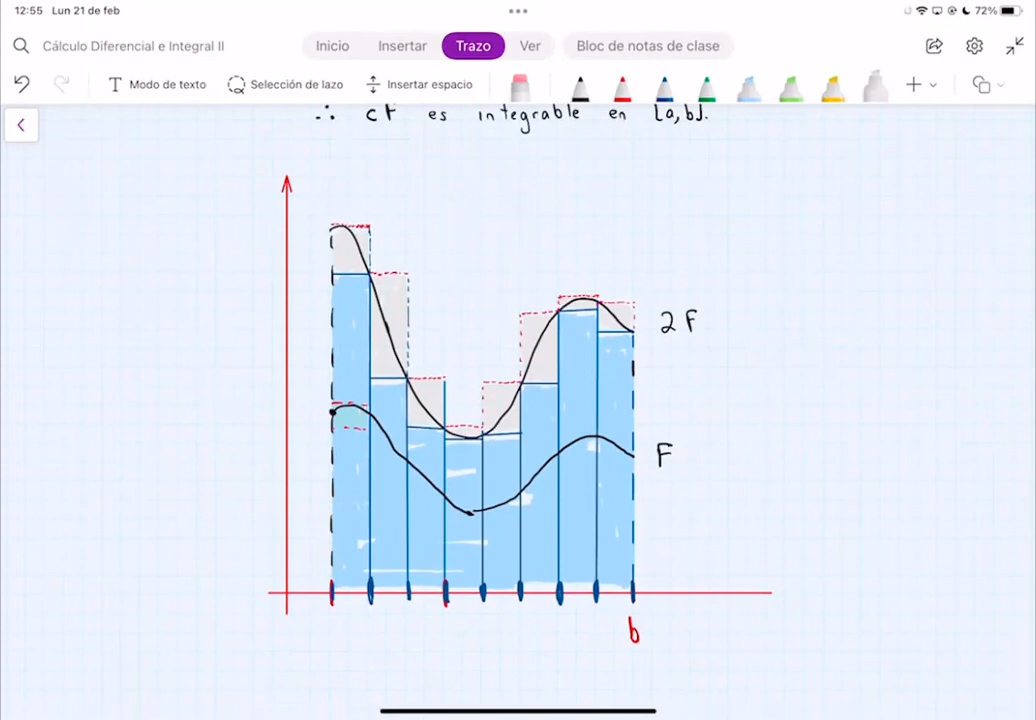 12:55 Lun 21 de feb
72%
Cálculo Diferencial e Integral II
Inicio Insertar Trazo Ver Bloc de notas de clase
Modo de texto Selección de lazo Insertar espacio
∴ cf es integrable en [a,b].
2f
f
b